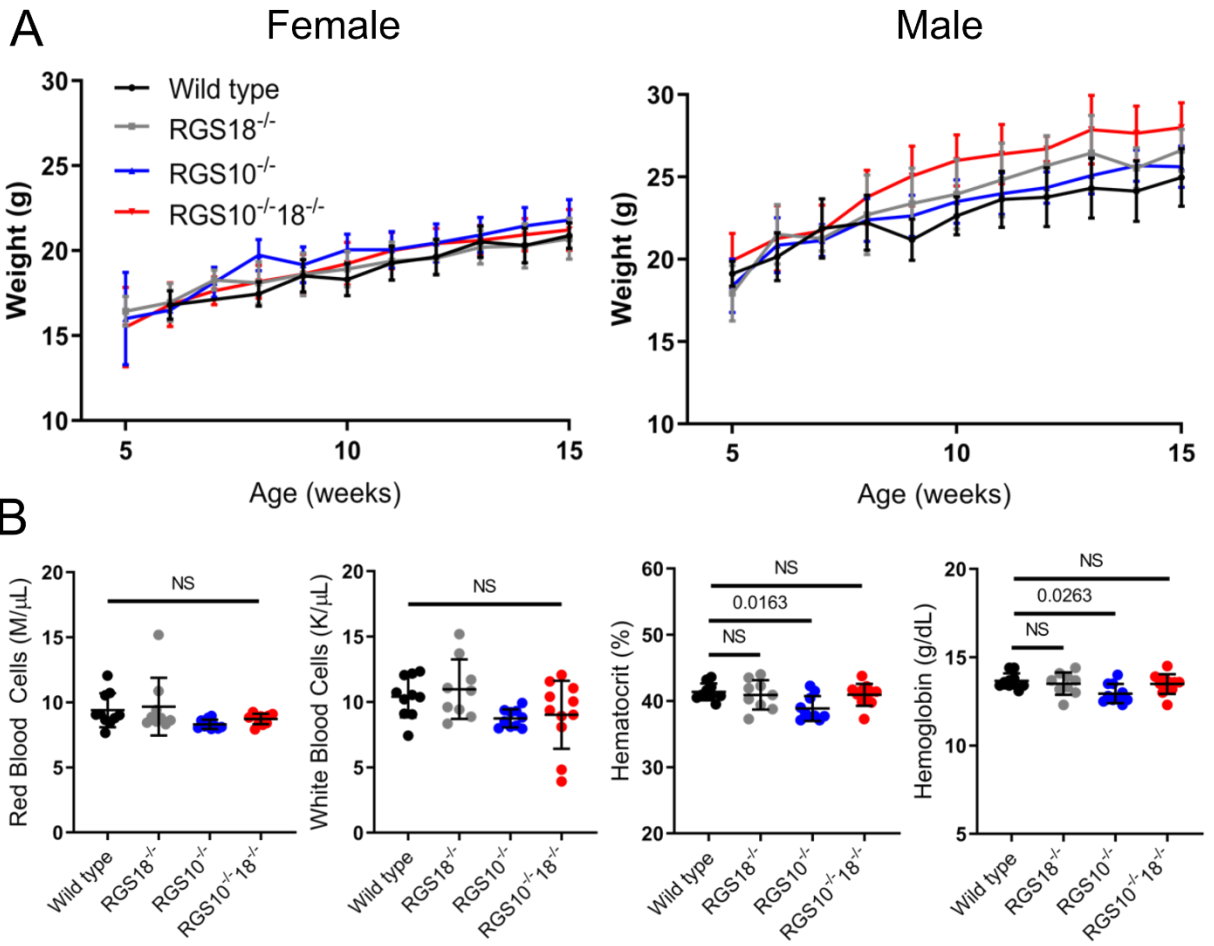 A
Female
Male
Wild type
RGS18-/-
RGS10-/-
RGS10-/-18-/-
Weight (g)
30
25
20
15
10
5
10
15
Age (weeks)
Weight (g)
30
25
20
15
10
5
10
15
Age (weeks)
B
Red Blood Cells (M/μL)
20
15
10
5
0
NS
Wild type
RGS18-/-
RGS10-/-
RGS10-/-18-/-
White Blood Cells (K/μL)
20
15
10
5
0
NS
Wild type
RGS18-/-
RGS10-/-
RGS10-/-18-/-
Hematocrit (%)
60
50
40
30
20
NS
0.0163
NS
Wild type
RGS18-/-
RGS10-/-
RGS10-/-18-/-
Hemoglobin (g/dL)
20
15
10
5
NS
0.0263
NS
Wild type
RGS18-/-
RGS10-/-
RGS10-/-18-/-